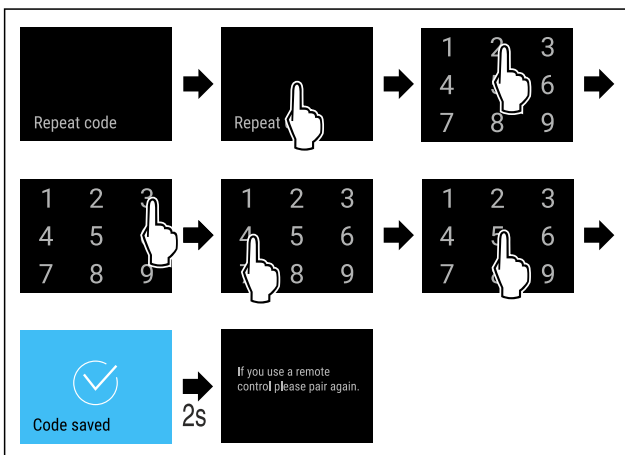 Repeat code
Repeat
1 2 3
4 6
7 8 9
1 2 3
4 5
7 8 9
1 2 3
4 5 6
8 9
1 2 3
4 5 6
7 9
Code saved
2s
If you use a remote
control please pair again.